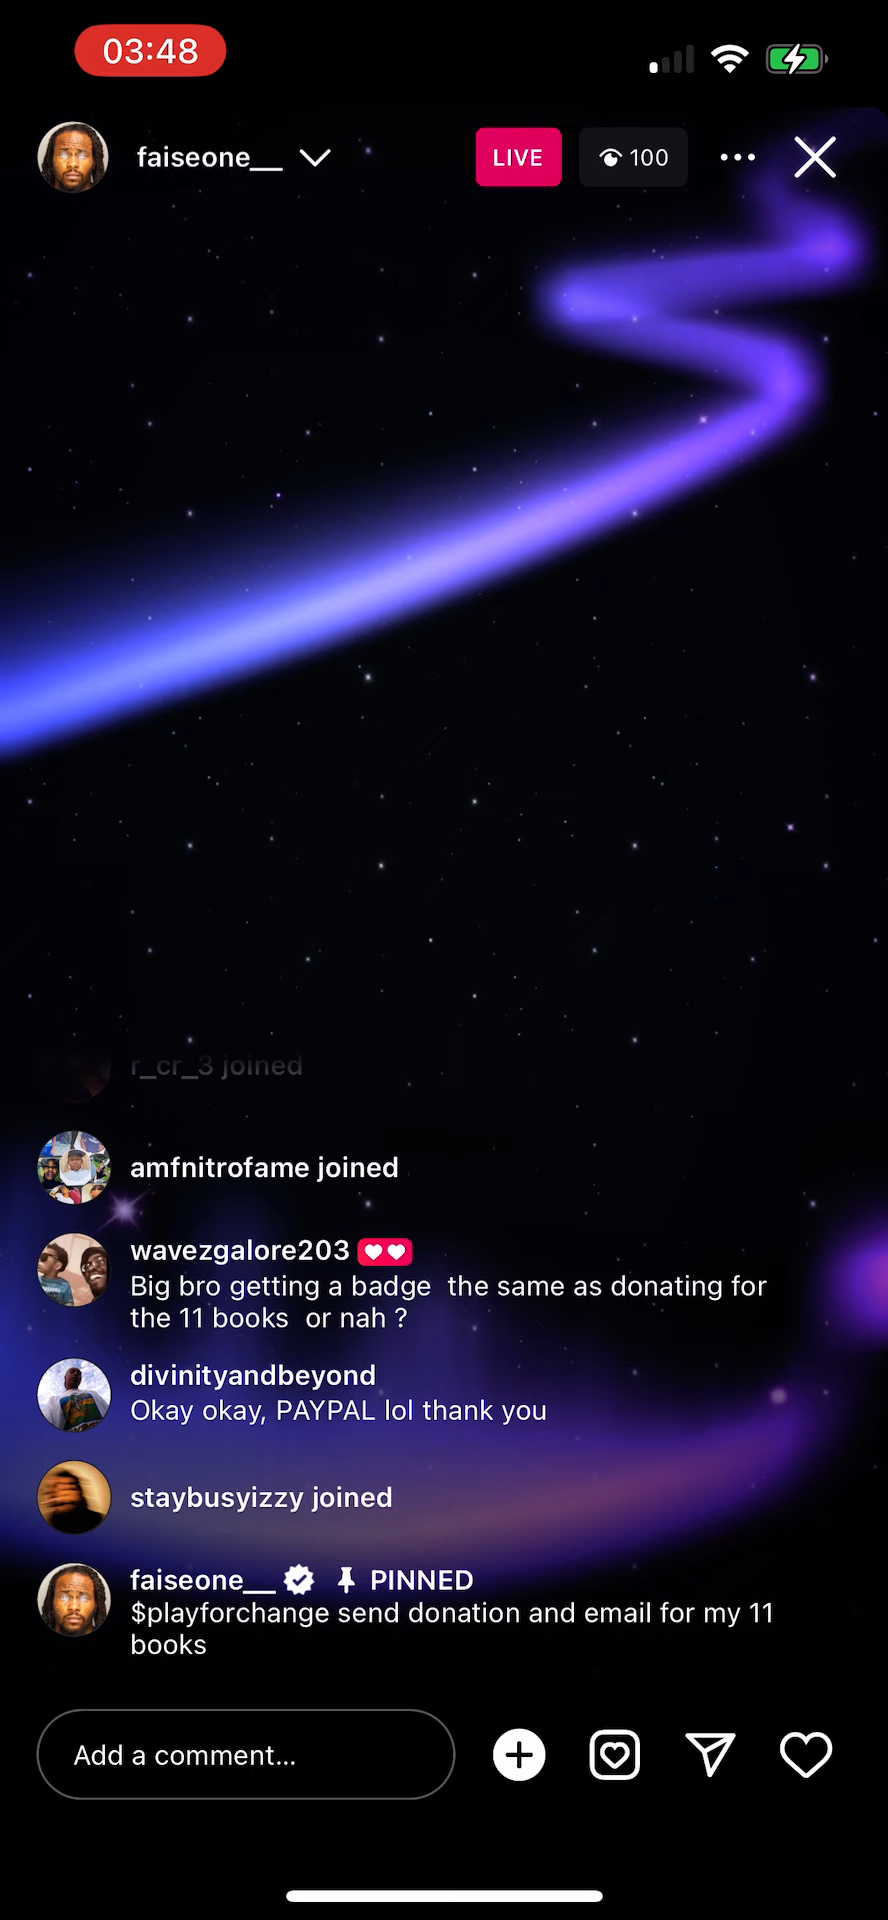 03:48
faiseone__
LIVE
100
r_cr_3 joined
amfnitrofame joined
wavezgalore203
Big bro getting a badge  the same as donating for
the 11 books  or nah ?
divinityandbeyond
Okay okay, PAYPAL lol thank you
staybusyizzy joined
faiseone__ PINNED
$playforchange send donation and email for my 11
books
Add a comment...